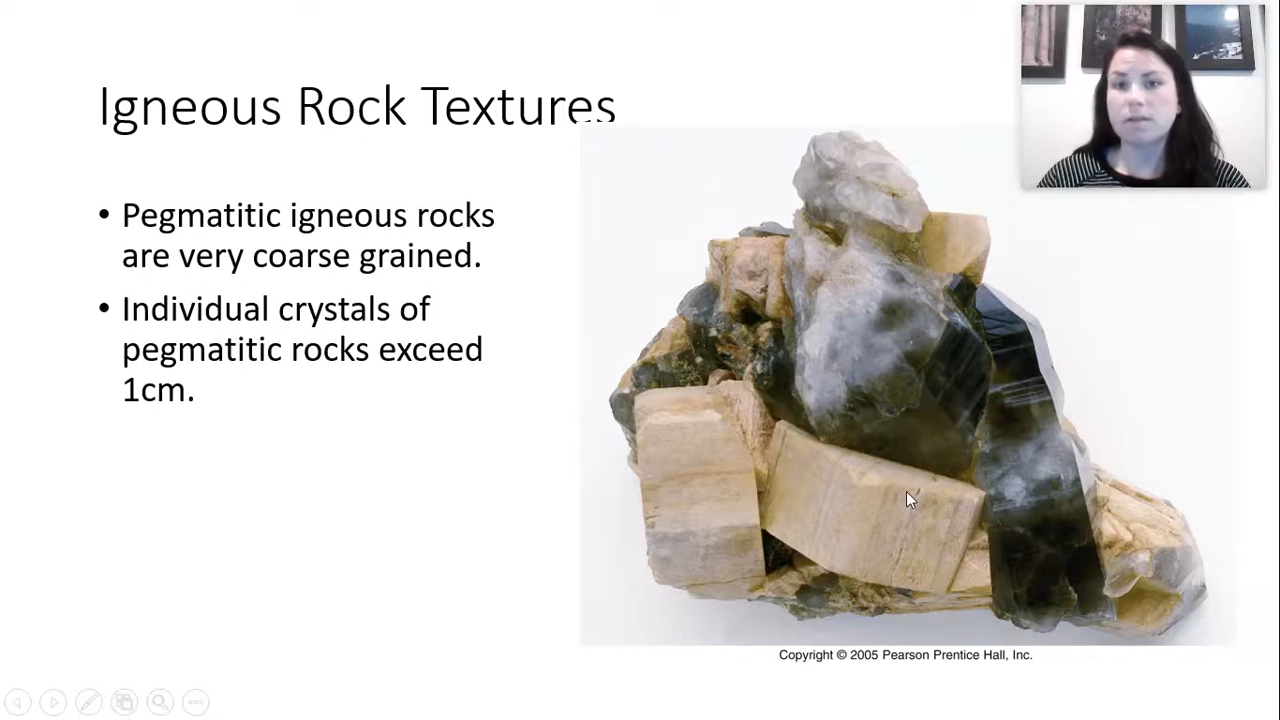 Igneous Rock Textures
• Pegmatitic igneous rocks
are very coarse grained.
• Individual crystals of
pegmatitic rocks exceed
1cm.
Copyright © 2005 Pearson Prentice Hall, Inc.